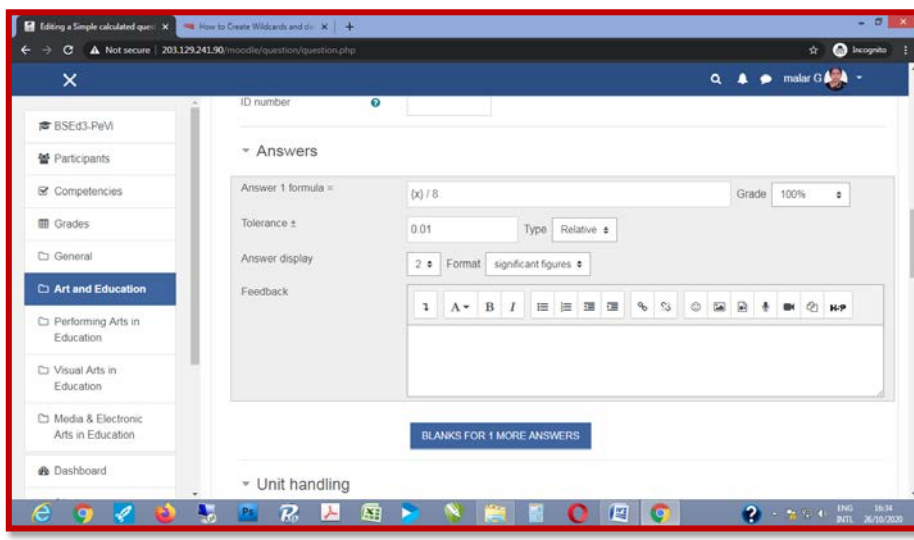 Editing a Simple calculated ques
How to Create Wildcards and di
Not secure | 203.129.241.90/moodle/question/question.php
Incognito
malar G
ID number
BSEd3-PeVi
Participants
Competencies
Grades
General
Art and Education
Performing Arts in
Education
Visual Arts in
Education
Media & Electronic
Arts in Education
Dashboard
Answers
Answer 1 formula =
{x} / 8
Grade 100%
Tolerance ±
0.01 Type Relative
Answer display
2 Format significant figures
Feedback
A B I
H-P
BLANKS FOR 1 MORE ANSWERS
Unit handling
Ps
ENG 16:34
INTL 26/10/2020